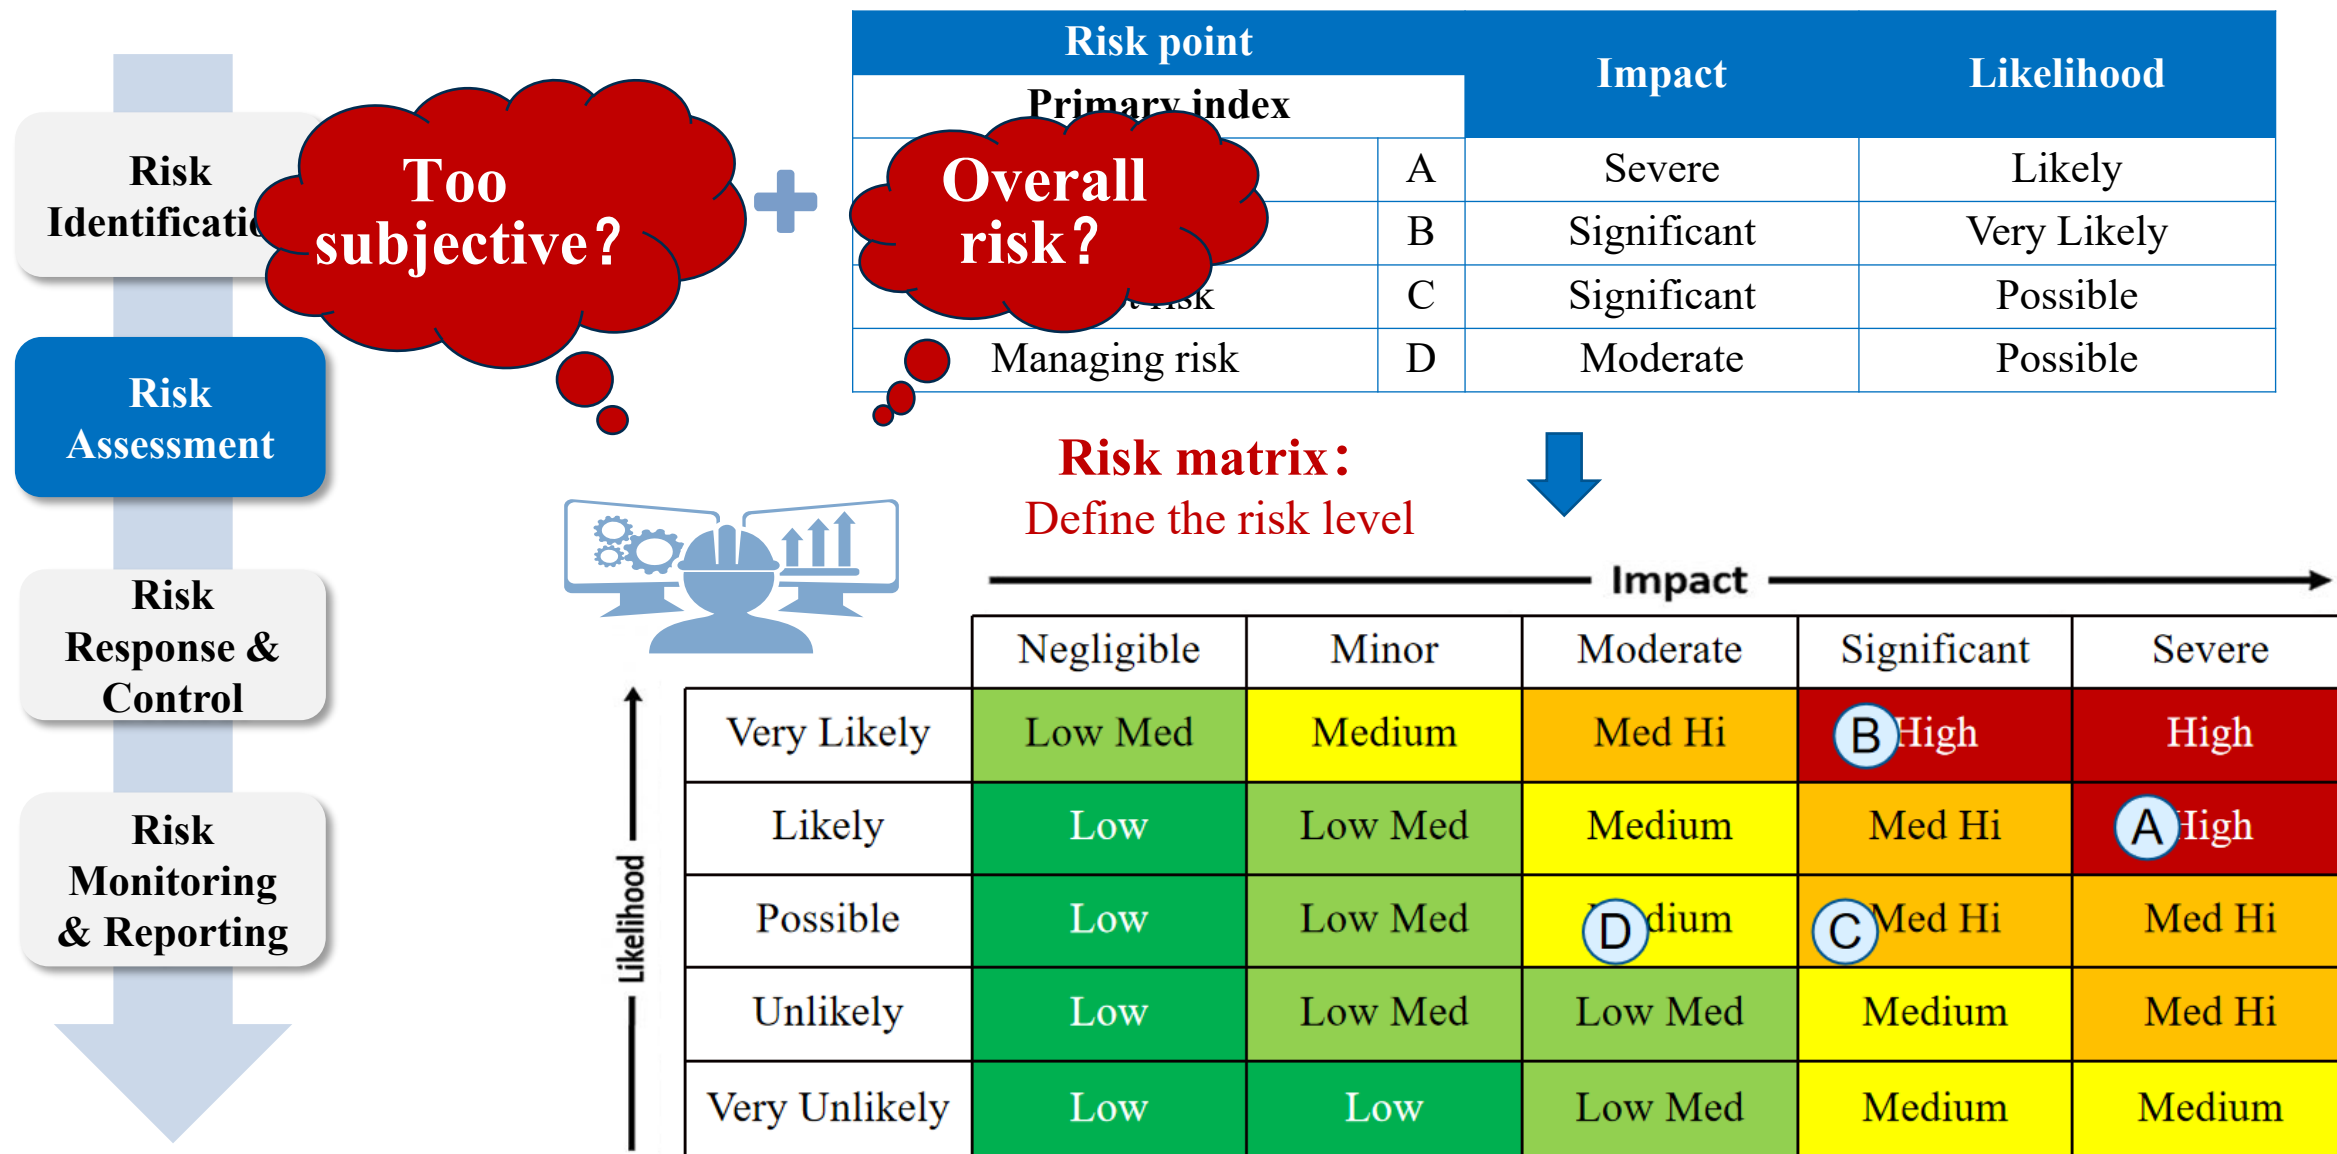 Risk
Identificatio
Risk
Assessment
Risk
Response &
Control
Risk
Monitoring
& Reporting
Too
subjective?
Overall
risk?
Risk point
Impact
Likelihood
Primary index
A
Severe
Likely
B
Significant
Very Likely
risk
C
Significant
Possible
Managing risk
D
Moderate
Possible
Risk matrix:
Define the risk level
Impact
Negligible
Minor
Moderate
Significant
Severe
Likelihood
Very Likely
Low Med
Medium
Med Hi
B
High
High
Likely
Low
Low Med
Medium
Med Hi
A
High
Possible
Low
Low Med
D
dium
C
Med Hi
Med Hi
Unlikely
Low
Low Med
Low Med
Medium
Med Hi
Very Unlikely
Low
Low
Low Med
Medium
Medium